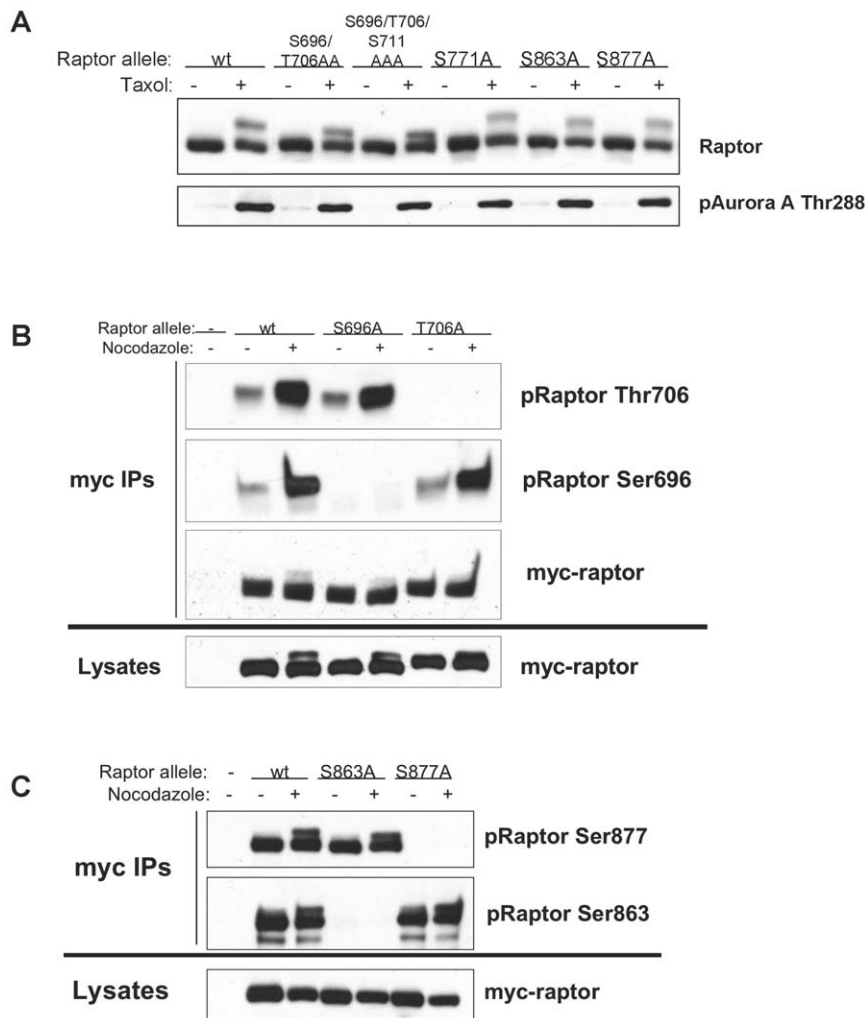 A
Raptor allele: wt S696/T706AA S696/T706/S711 AAA S771A S863A S877A
Taxol: - + - + - + - + - + - +
Raptor
pAurora A Thr288
B
Raptor allele: - wt S696A T706A
Nocodazole: - - + - + - +
pRaptor Thr706
myc IPs
pRaptor Ser696
myc-raptor
Lysates
myc-raptor
C
Raptor allele: - wt S863A S877A
Nocodazole: - - + - + - +
pRaptor Ser877
myc IPs
pRaptor Ser863
Lysates
myc-raptor